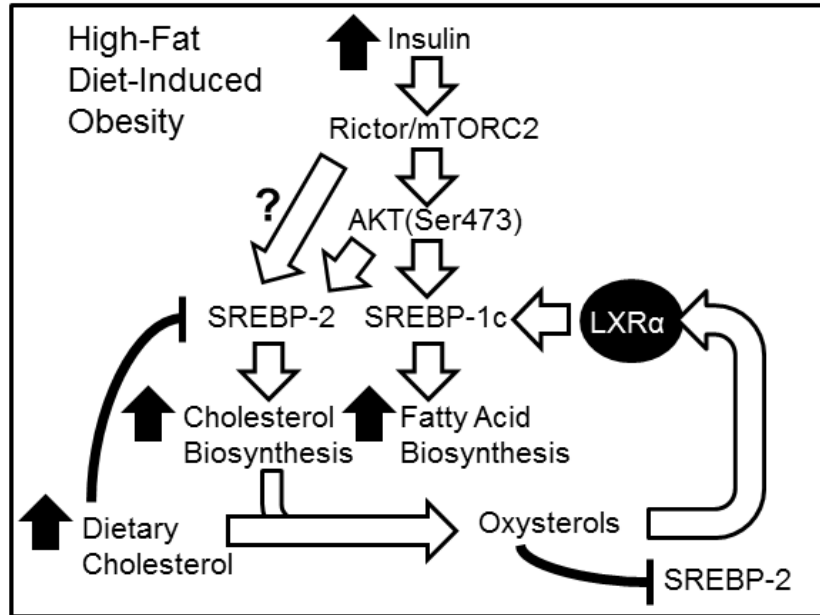 High-Fat
Diet-Induced
Obesity
Insulin
Rictor/mTORC2
?
AKT(Ser473)
SREBP-2
SREBP-1c
LXRα
Cholesterol
Biosynthesis
Fatty Acid
Biosynthesis
Dietary
Cholesterol
Oxysterols
SREBP-2